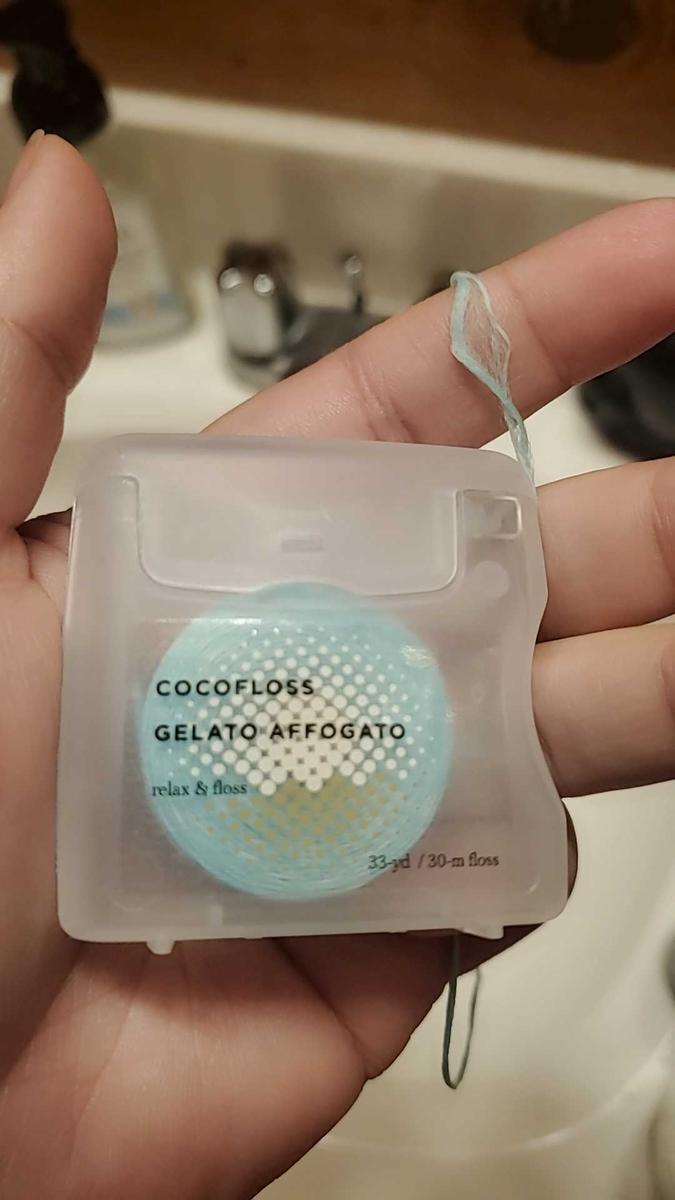 COCOFLOSS
GELATO AFFOGATO
relax & floss
33-yd / 30-m floss